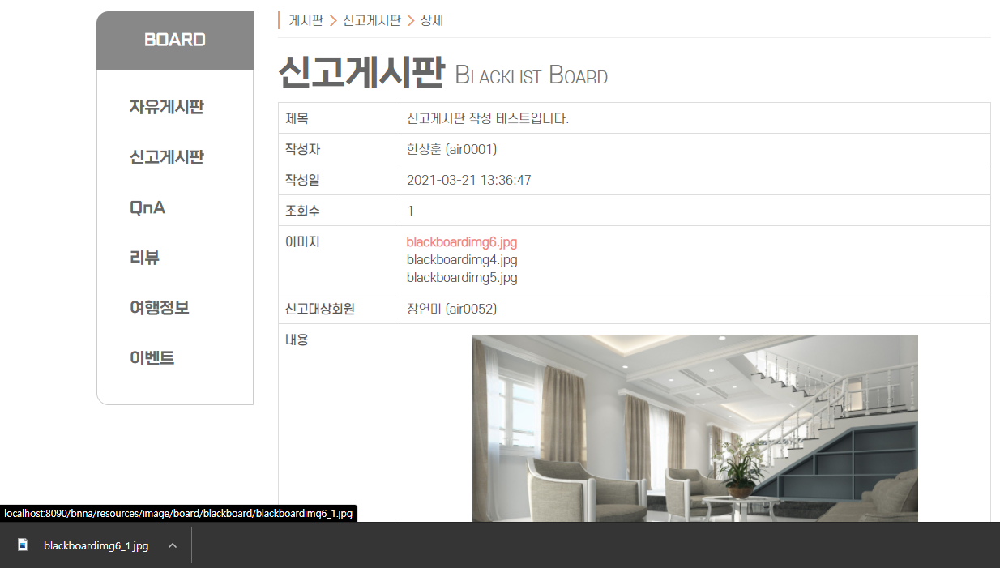 BOARD
자유게시판
신고게시판
QnA
리뷰
여행정보
이벤트
게시판 > 신고게시판 > 상세
신고게시판 BLACKLIST BOARD
제목 신고게시판 작성 테스트입니다.
작성자 한상훈 (air0001)
작성일 2021-03-21 13:36:47
조회수 1
이미지 blackboardimg6.jpg
blackboardimg4.jpg
blackboardimg5.jpg
신고대상회원 장연미 (air0052)
내용
localhost:8090/bnna/resources/image/board/blackboard/blackboardimg6_1.jpg
blackboardimg6_1.jpg